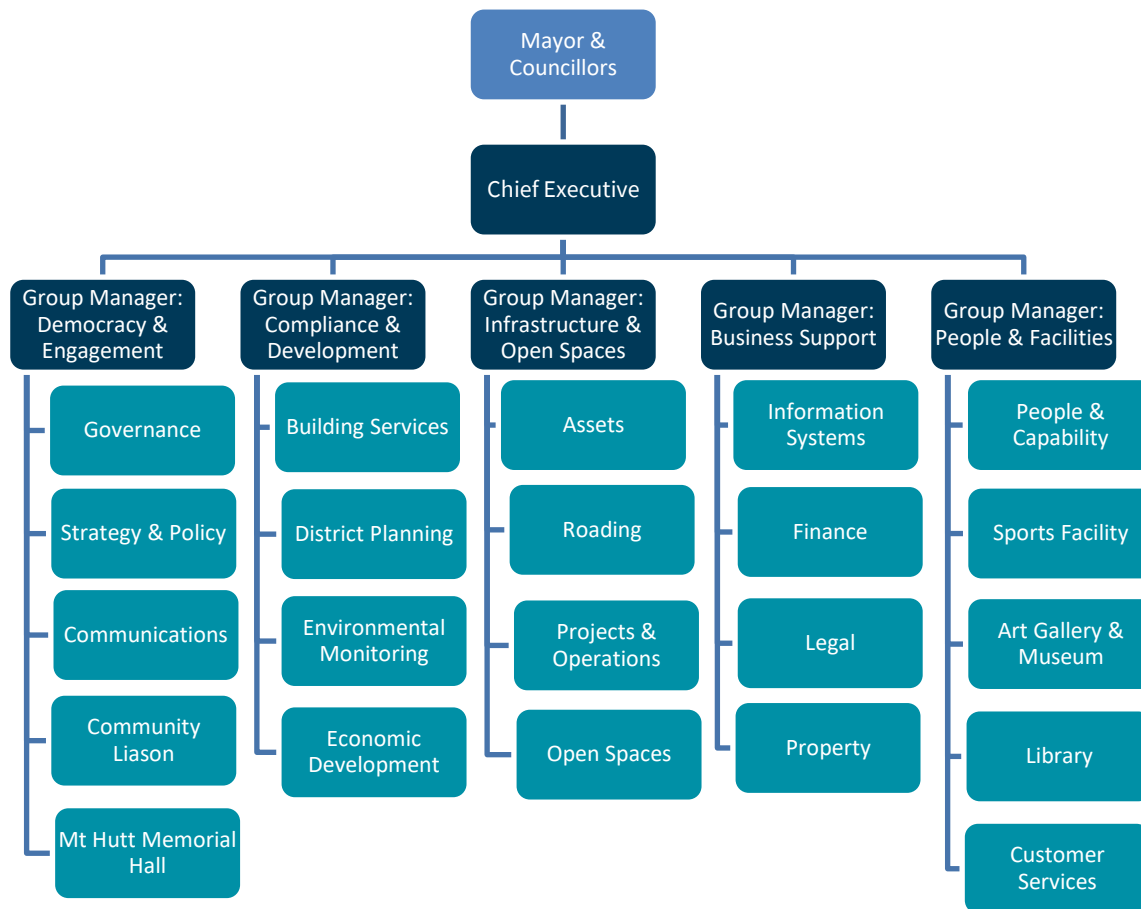 Mayor &
Councillors
Chief Executive
Group Manager:
Democracy &
Engagement
Governance
Strategy & Policy
Communications
Community
Liason
Mt Hutt Memorial
Hall
Group Manager:
Compliance &
Development
Building Services
District Planning
Environmental
Monitoring
Economic
Development
Group Manager:
Infrastructure &
Open Spaces
Assets
Roading
Projects &
Operations
Open Spaces
Group Manager:
Business Support
Information
Systems
Finance
Legal
Property
Group Manager:
People & Facilities
People &
Capability
Sports Facility
Art Gallery &
Museum
Library
Customer
Services